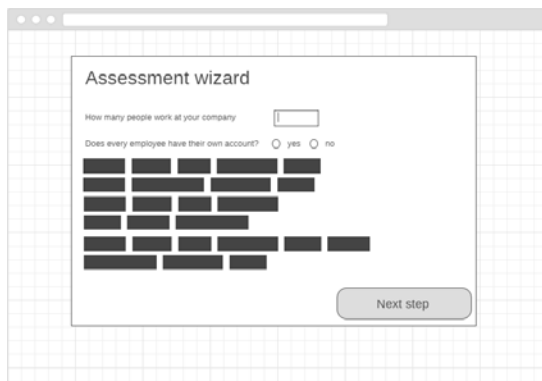 Assessment wizard
How many people work at your company
Does every employee have their own account? yes no
Next step